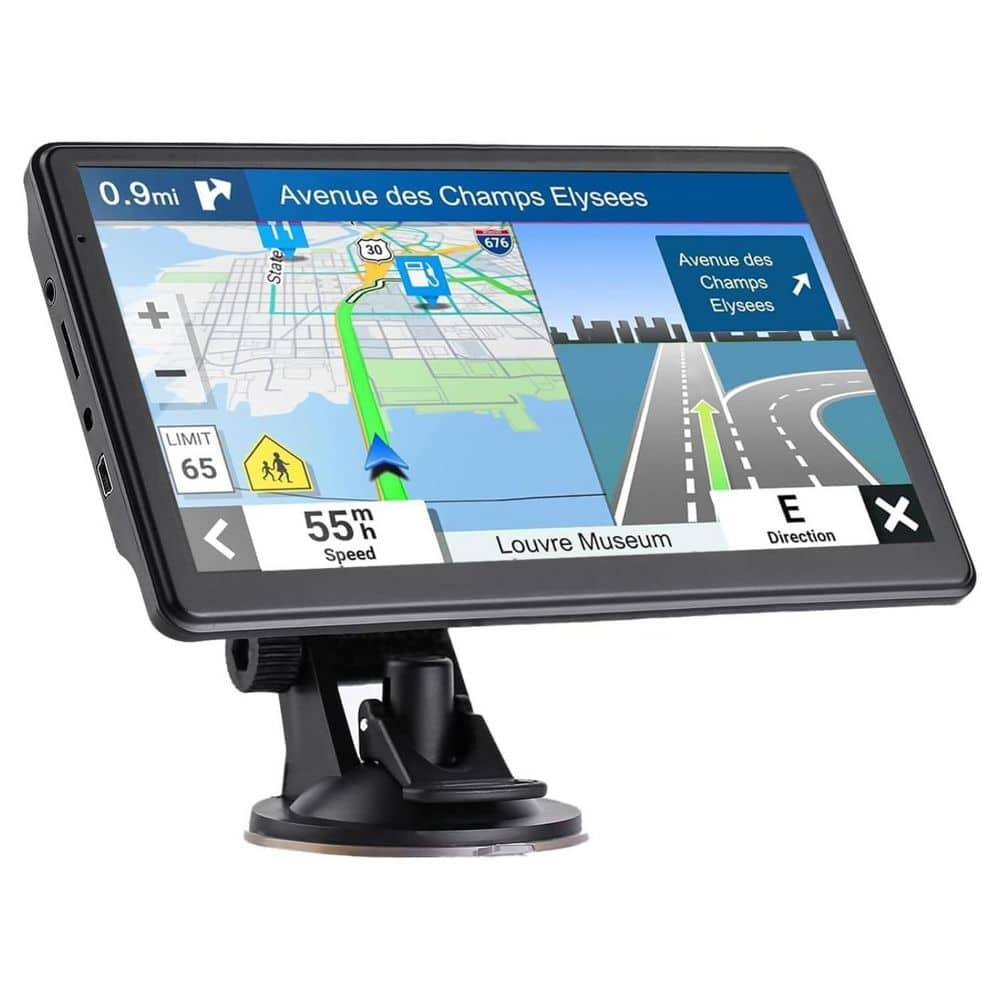 0.9mi
Avenue des Champs Elysees
State
30
676
Avenue des
Champs
Elysees
LIMIT
65
55 mh
Speed
Louvre Museum
E
Direction